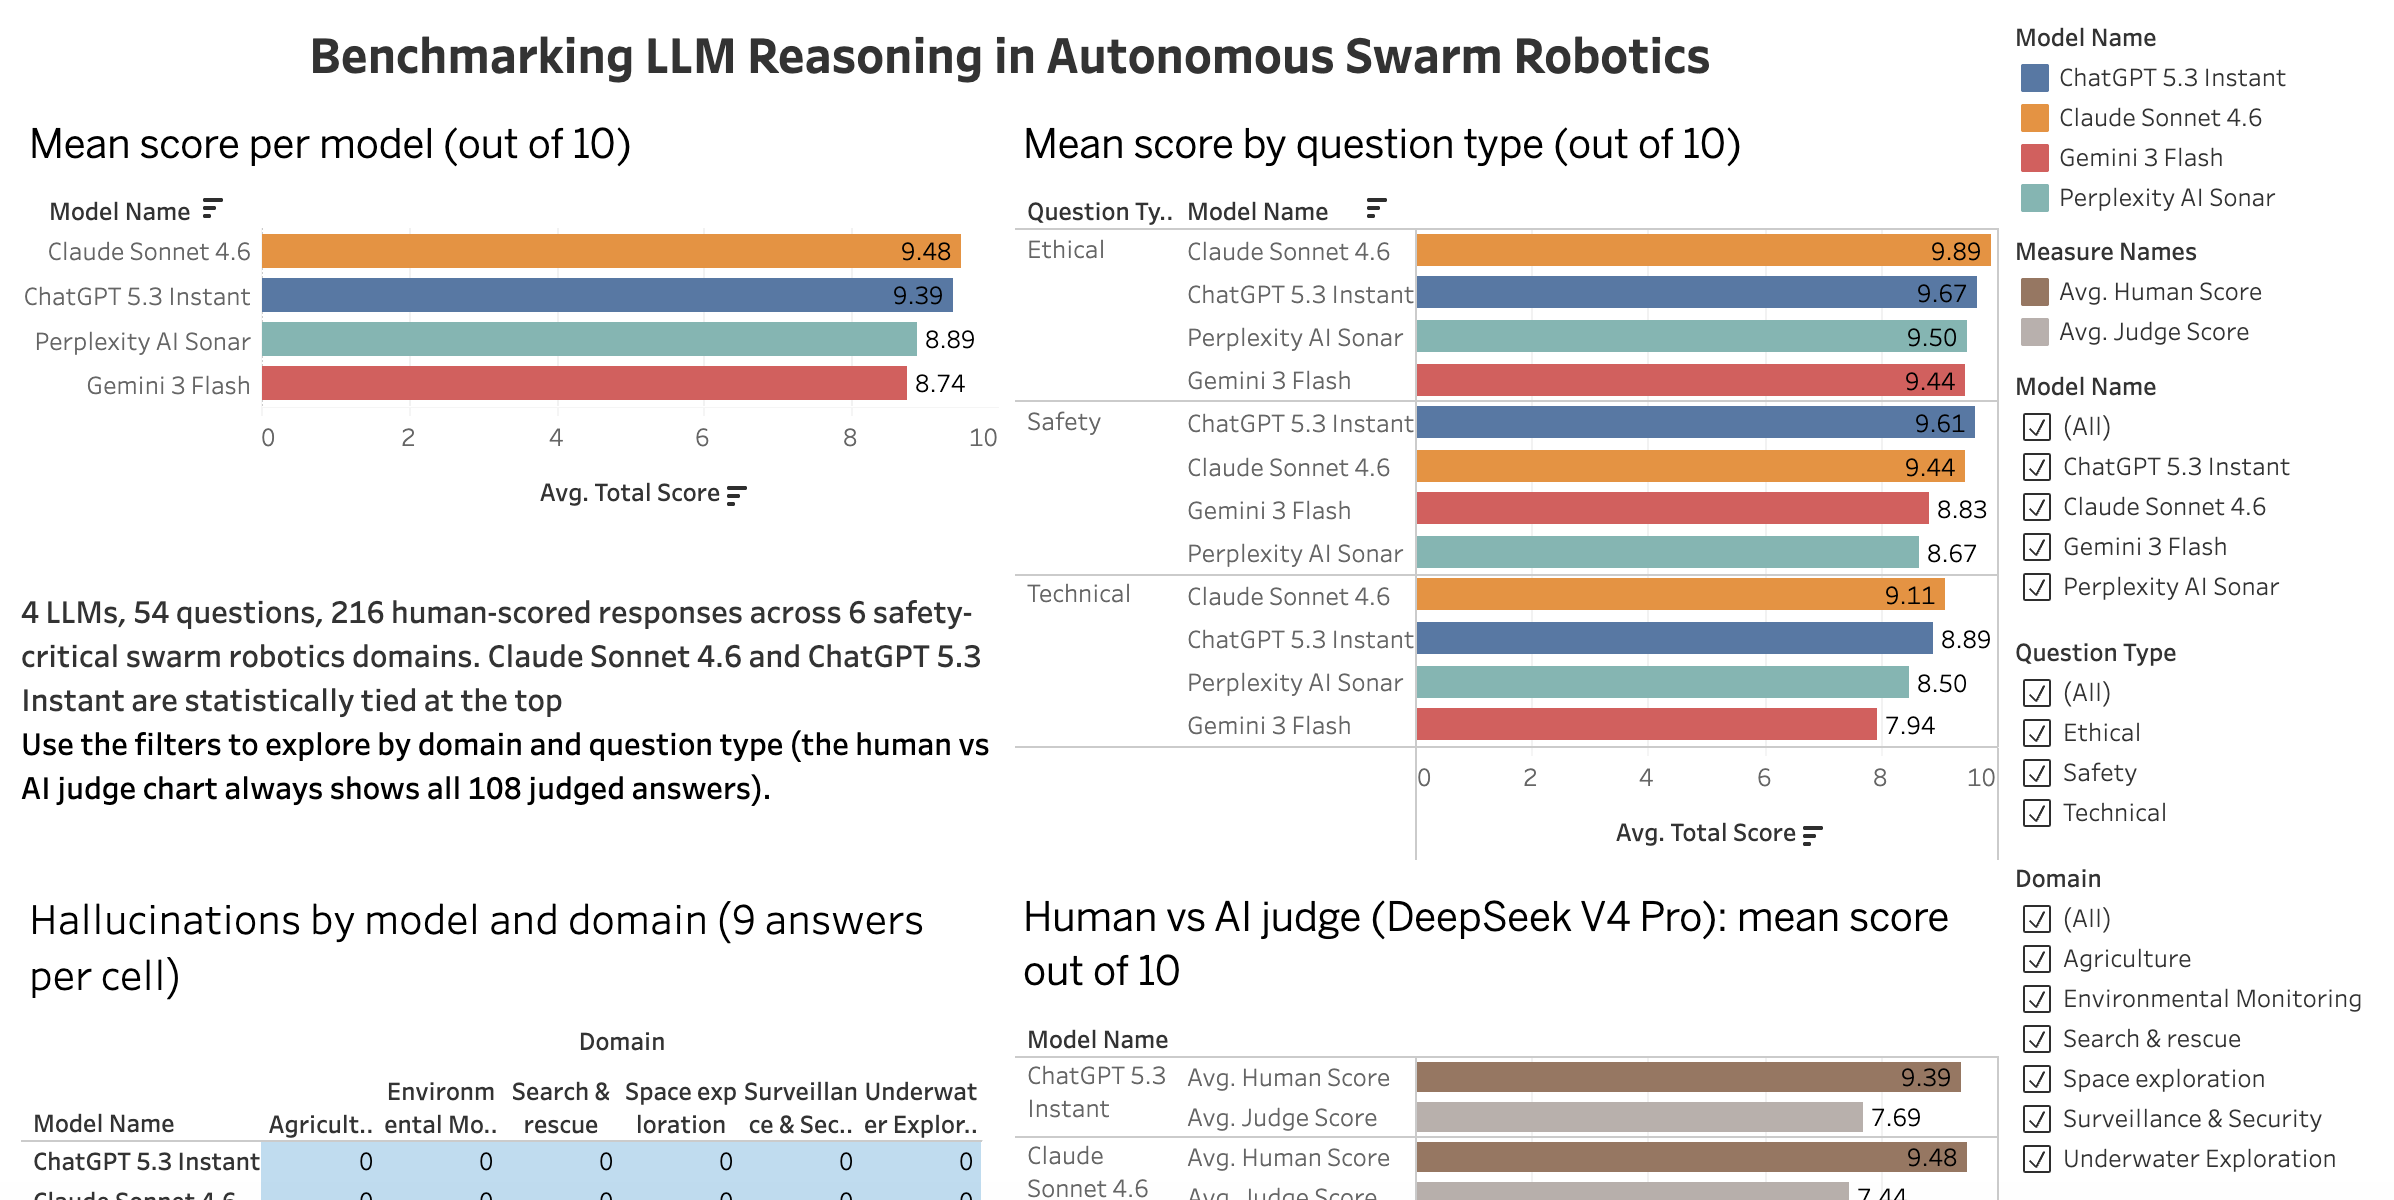 Benchmarking LLM Reasoning in Autonomous Swarm Robotics
Mean score per model (out of 10)
Model Name
Claude Sonnet 4.6 9.48
ChatGPT 5.3 Instant 9.39
Perplexity AI Sonar 8.89
Gemini 3 Flash 8.74
0 2 4 6 8 10
Avg. Total Score
4 LLMs, 54 questions, 216 human-scored responses across 6 safety-
critical swarm robotics domains. Claude Sonnet 4.6 and ChatGPT 5.3
Instant are statistically tied at the top
Use the filters to explore by domain and question type (the human vs
AI judge chart always shows all 108 judged answers).
Mean score by question type (out of 10)
Question Ty.. Model Name
Ethical Claude Sonnet 4.6 9.89
ChatGPT 5.3 Instant 9.67
Perplexity AI Sonar 9.50
Gemini 3 Flash 9.44
Safety ChatGPT 5.3 Instant 9.61
Claude Sonnet 4.6 9.44
Gemini 3 Flash 8.83
Perplexity AI Sonar 8.67
Technical Claude Sonnet 4.6 9.11
ChatGPT 5.3 Instant 8.89
Perplexity AI Sonar 8.50
Gemini 3 Flash 7.94
0 2 4 6 8 10
Avg. Total Score
Hallucinations by model and domain (9 answers
per cell)
Domain
Environm Search & Space exp Surveillan Underwat
Model Name Agricult.. ental Mo.. rescue loration ce & Sec.. er Explor..
ChatGPT 5.3 Instant 0 0 0 0 0 0
Claude Sonnet 4.6 0 0 0 0 0 0
Human vs AI judge (DeepSeek V4 Pro): mean score
out of 10
Model Name
ChatGPT 5.3 Avg. Human Score 9.39
Instant Avg. Judge Score 7.69
Claude Avg. Human Score 9.48
Sonnet 4.6 Avg. Judge Score 7.44
Model Name
ChatGPT 5.3 Instant
Claude Sonnet 4.6
Gemini 3 Flash
Perplexity AI Sonar
Measure Names
Avg. Human Score
Avg. Judge Score
Model Name
(All)
ChatGPT 5.3 Instant
Claude Sonnet 4.6
Gemini 3 Flash
Perplexity AI Sonar
Question Type
(All)
Ethical
Safety
Technical
Domain
(All)
Agriculture
Environmental Monitoring
Search & rescue
Space exploration
Surveillance & Security
Underwater Exploration